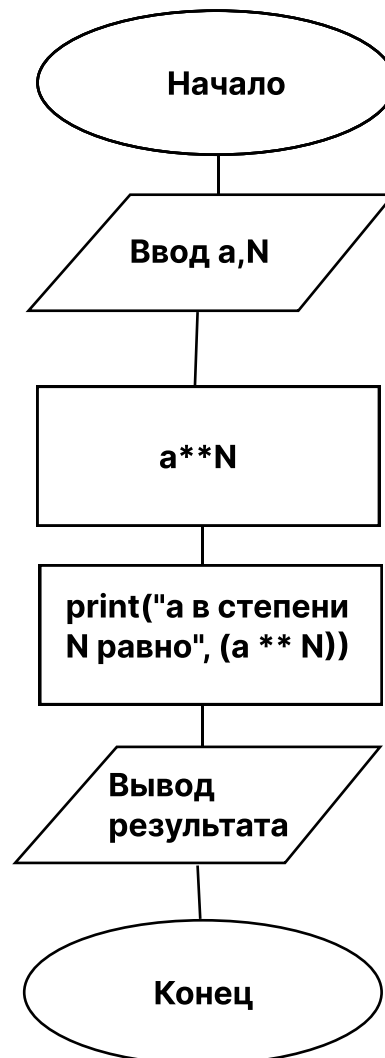 Начало
Ввод a,N
a**N
print("a в степени
N равно", (a ** N))
Вывод
результата
Конец